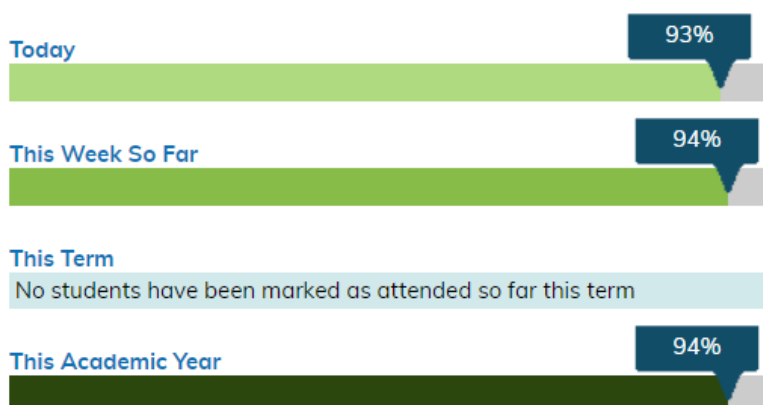 93%
Today
94%
This Week So Far
This Term
No students have been marked as attended so far this term
94%
This Academic Year